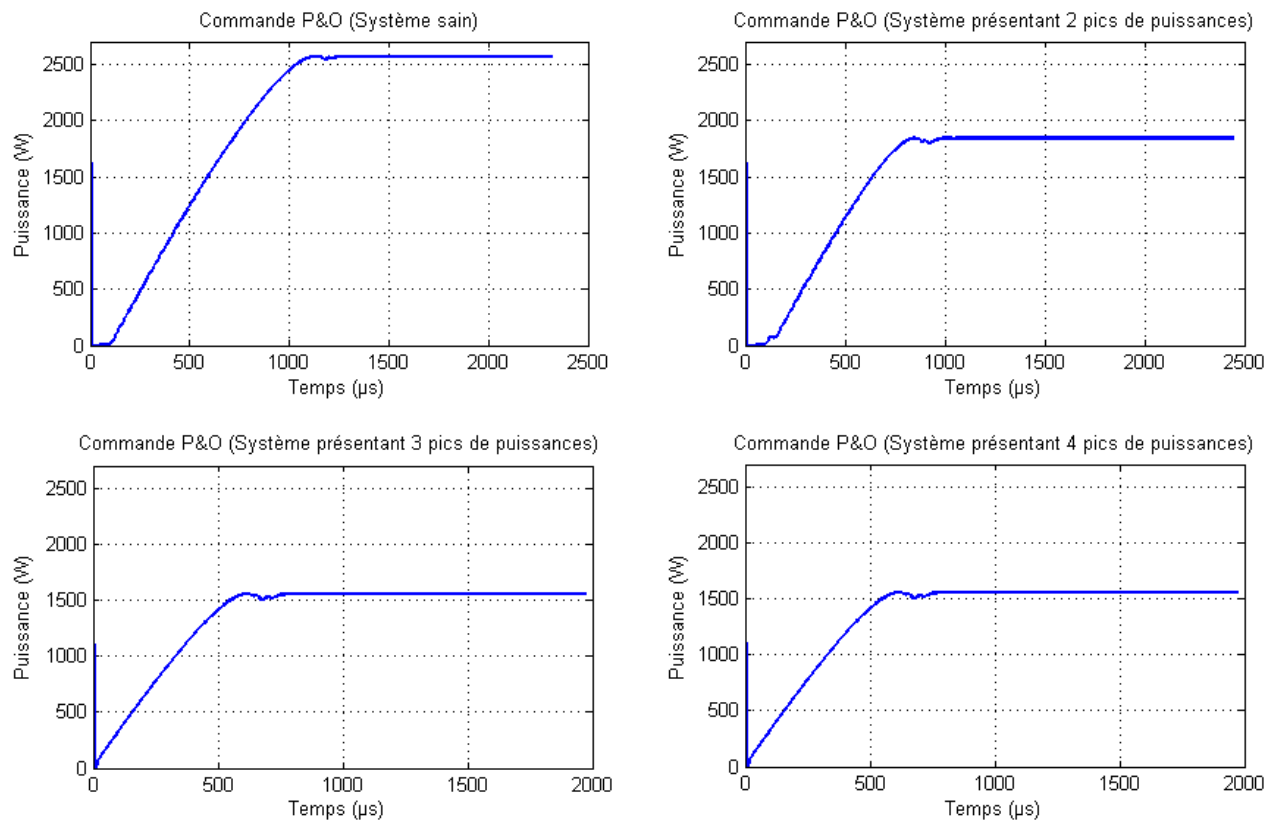 Commande P&O (Système sain)
2500
2000
1500
1000
500
0
0 500 1000 1500 2000 2500
Puissance (W)
Temps (µs)
Commande P&O (Système présentant 2 pics de puissances)
2500
2000
1500
1000
500
0
0 500 1000 1500 2000 2500
Puissance (W)
Temps (µs)
Commande P&O (Système présentant 3 pics de puissances)
2500
2000
1500
1000
500
0
0 500 1000 1500 2000
Puissance (W)
Temps (µs)
Commande P&O (Système présentant 4 pics de puissances)
2500
2000
1500
1000
500
0
0 500 1000 1500 2000
Puissance (W)
Temps (µs)